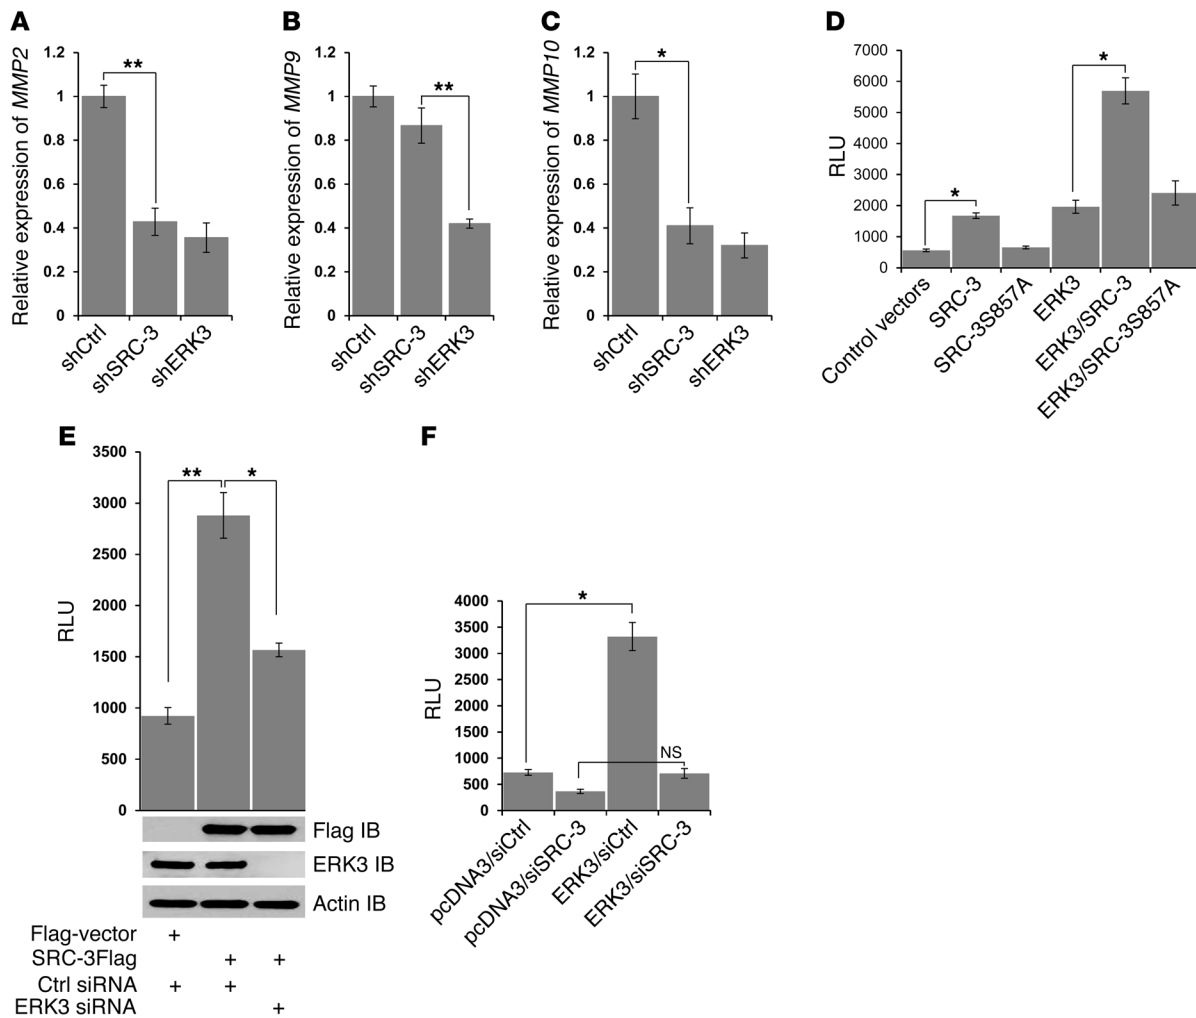 A
Relative expression of MMP2
1.2
1
0.8
0.6
0.4
0.2
0
**
shCtrl
shSRC-3
shERK3
B
Relative expression of MMP9
1.2
1
0.8
0.6
0.4
0.2
0
**
shCtrl
shSRC-3
shERK3
C
Relative expression of MMP10
1.2
1
0.8
0.6
0.4
0.2
0
*
shCtrl
shSRC-3
shERK3
D
RLU
7000
6000
5000
4000
3000
2000
1000
0
*
*
Control vectors
SRC-3
SRC-3S857A
ERK3
ERK3/SRC-3
ERK3/SRC-3S857A
E
RLU
3500
3000
2500
2000
1500
1000
500
0
**
*
Flag IB
ERK3 IB
Actin IB
Flag-vector +
SRC-3Flag + +
Ctrl siRNA + +
ERK3 siRNA +
F
RLU
4000
3500
3000
2500
2000
1500
1000
500
0
*
NS
pcDNA3/siCtrl
pcDNA3/siSRC-3
ERK3/siCtrl
ERK3/siSRC-3